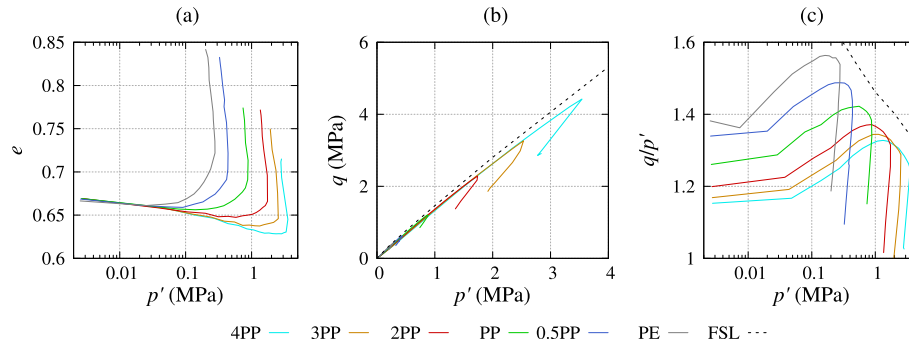 (a)
0.85
0.8
0.75
0.7
0.65
0.6
e
0.01 0.1 1
p′ (MPa)
(b)
6
4
2
0
q (MPa)
0 1 2 3 4
p′ (MPa)
(c)
1.6
1.4
1.2
1
q/p′
0.01 0.1 1
p′ (MPa)
4PP 3PP 2PP PP 0.5PP PE FSL